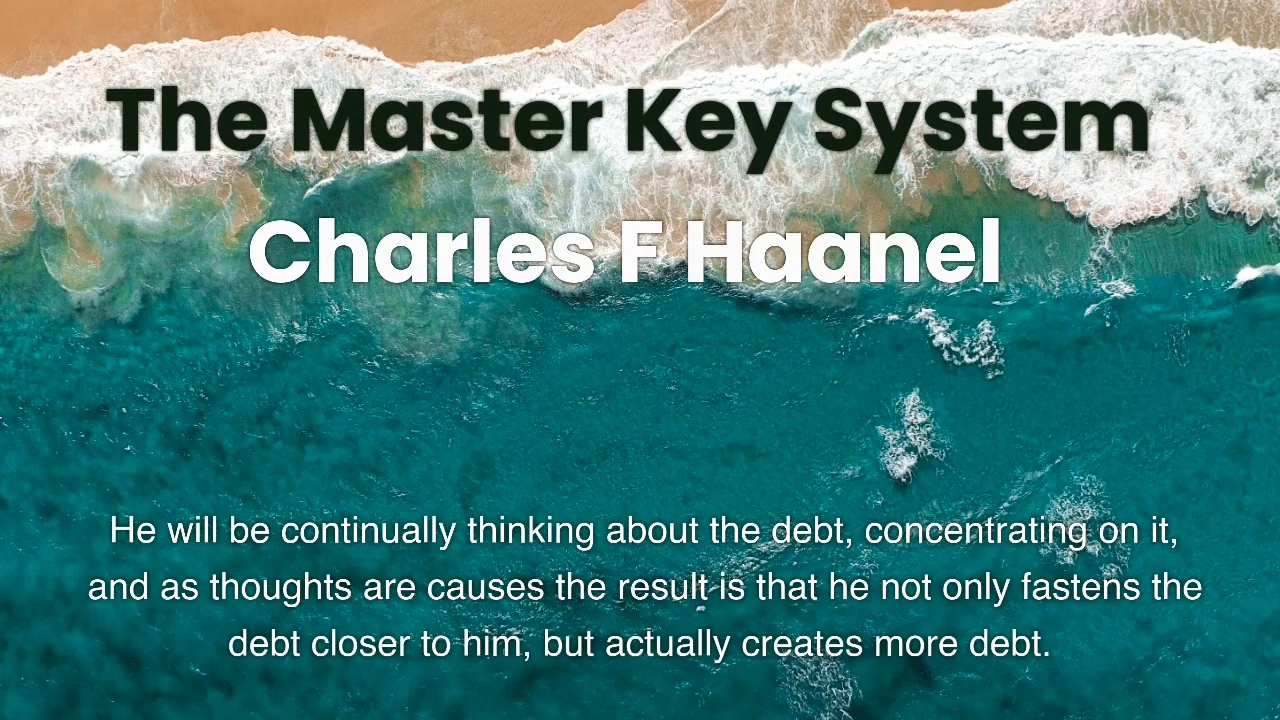 The Master Key System
Charles F Haanel
He will be continually thinking about the debt, concentrating on it,
and as thoughts are causes the result is that he not only fastens the
debt closer to him, but actually creates more debt.